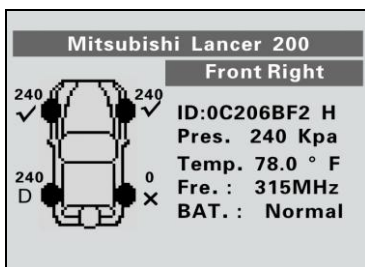 Mitsubishi Lancer 200
Front Right
240 240
ID:0C206BF2 H
Pres. 240 Kpa
Temp. 78.0 ° F
240 0
D
Fre. : 315MHz
BAT. : Normal